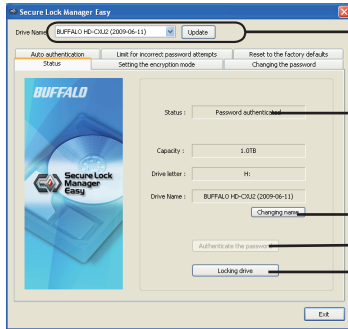 Secure Lock Manager Easy
Drive Name BUFFALO HD-CXU2 (2009-06-11) Update
Auto authentication Limit for incorrect password attempts Reset to the factory defaults
Status Setting the encryption mode Changing the password
BUFFALO
Status : Password authenticated
Capacity : 1.0TB
Drive letter : H:
Secure Lock
Manager
Easy
Drive Name : BUFFALO HD-CXU2 (2009-06-11)
Changing name
Authenticate the password
Locking drive
Exit